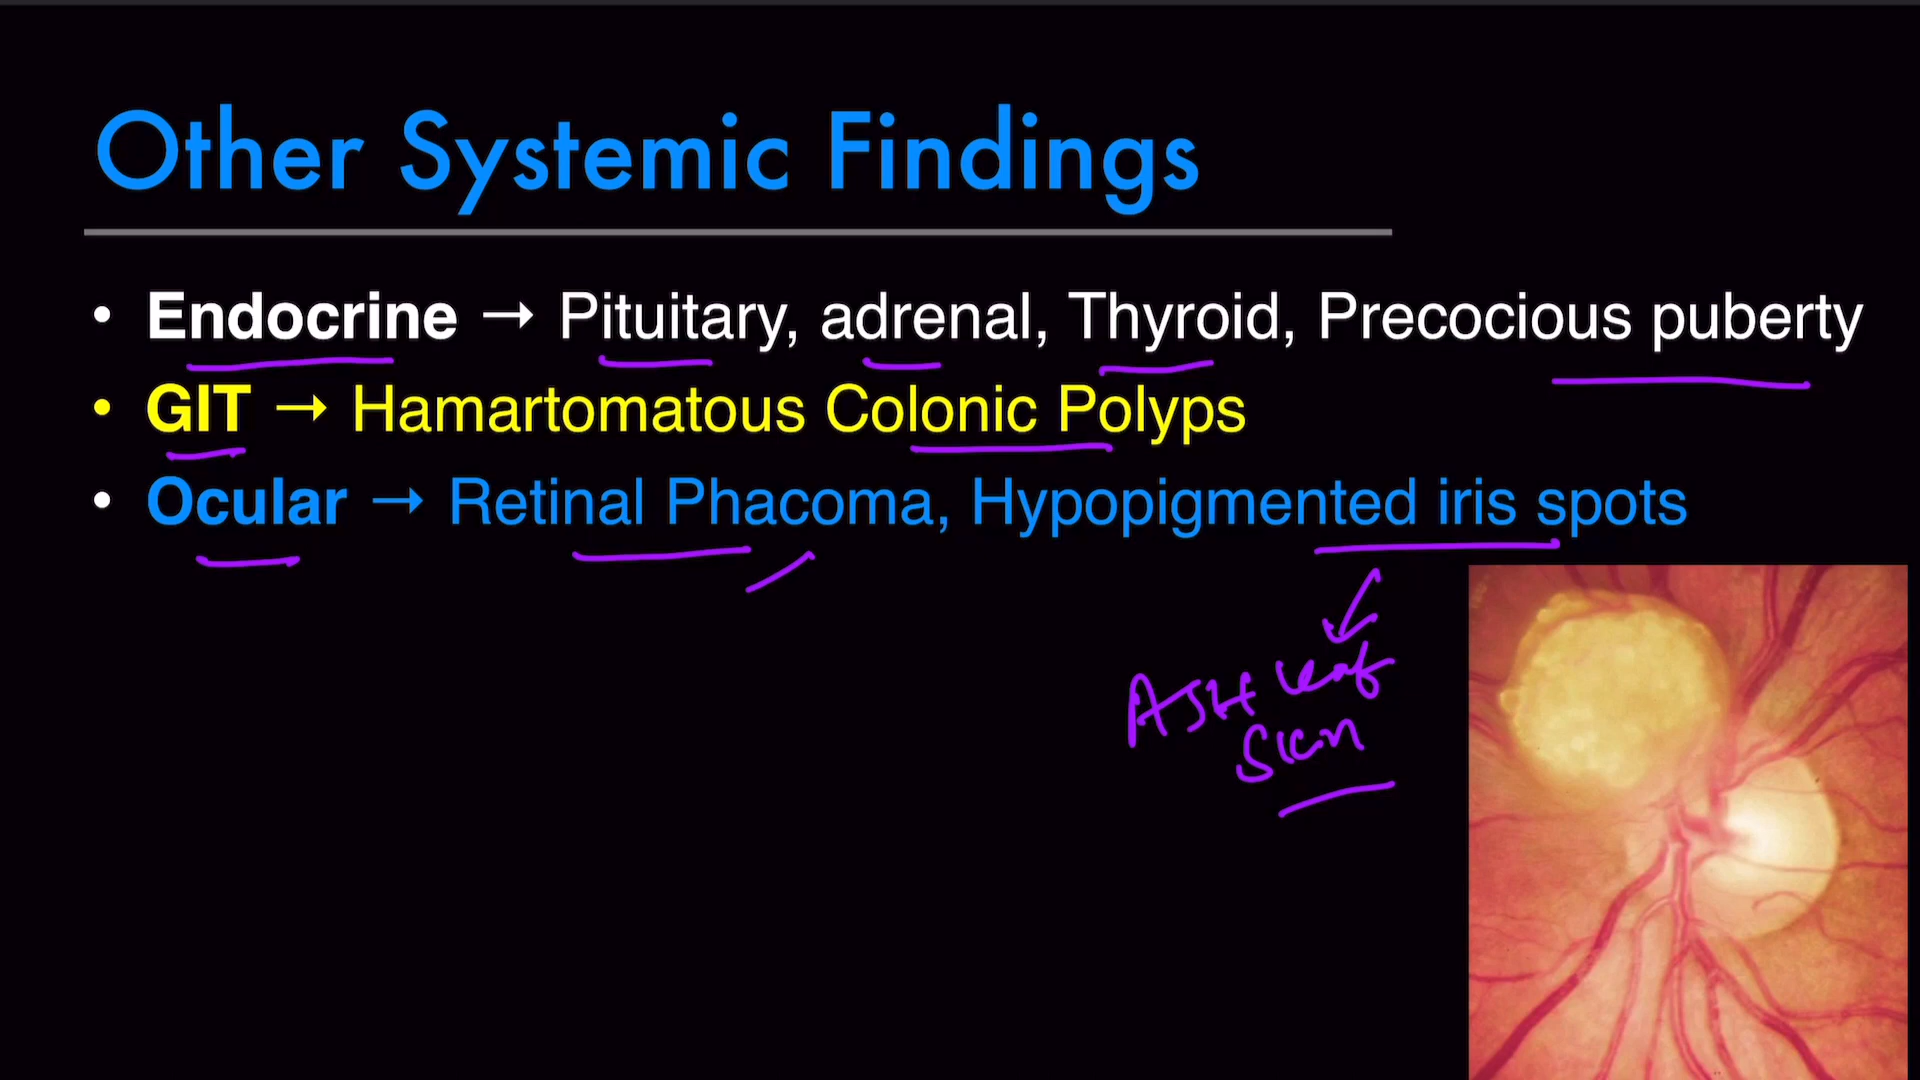 Other Systemic Findings
• Endocrine → Pituitary, adrenal, Thyroid, Precocious puberty
• GIT → Hamartomatous Colonic Polyps
• Ocular → Retinal Phacoma, Hypopigmented iris spots
ASH leaf
Skin